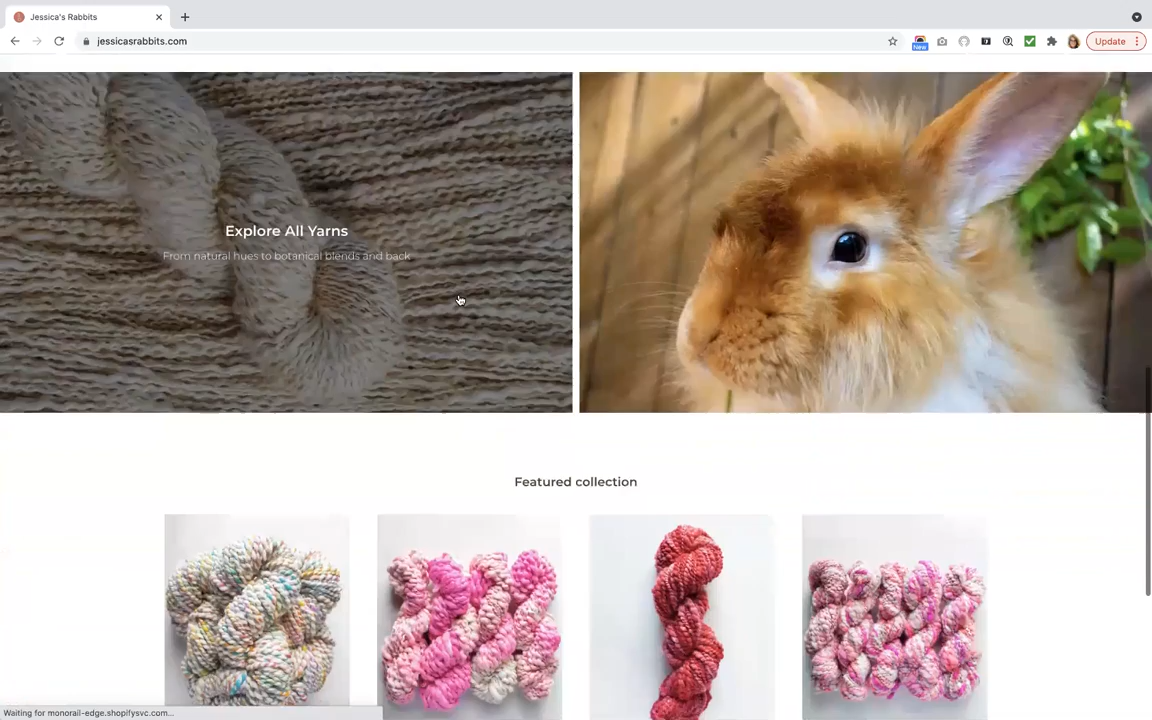 Jessica's Rabbits
jessicasrabbits.com
New
Update
Explore All Yarns
From natural hues to botanical blends and back
Featured collection
Waiting for monorail-edge.shopifysvc.com...